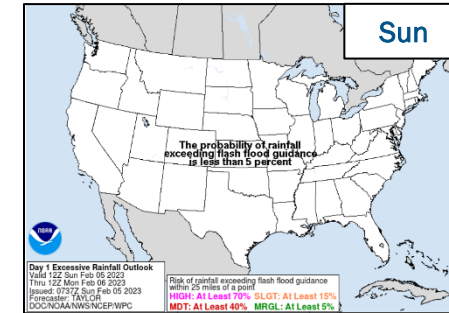 Sun
The probability of rainfall
exceeding flash flood guidance
is less than 5 percent
NOAA
Day 1 Excessive Rainfall Outlook
Valid 12Z Sun Feb 05 2023
Thru 12Z Mon Feb 06 2023
Issued: 0737Z Sun Feb 05 2023
Forecaster: TAYLOR
DOC/NOAA/NWS/NCEP/WPC
Risk of rainfall exceeding flash flood guidance
within 25 miles of a point
HIGH: At Least 70% SLGT: At Least 15%
MDT: At Least 40% MRGL: At Least 5%